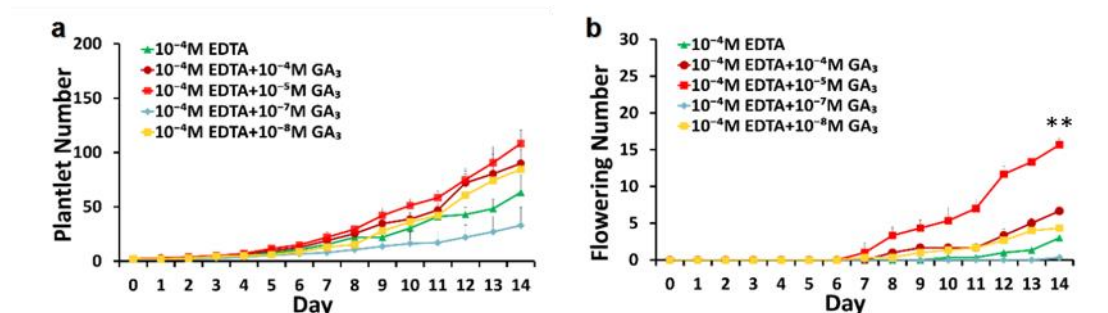 a
200
150
100
50
0
Plantlet Number
10⁻⁴M EDTA
10⁻⁴M EDTA+10⁻⁴M GA₃
10⁻⁴M EDTA+10⁻⁵M GA₃
10⁻⁴M EDTA+10⁻⁷M GA₃
10⁻⁴M EDTA+10⁻⁸M GA₃
0 1 2 3 4 5 6 7 8 9 10 11 12 13 14
Day
b
30
25
20
15
10
5
0
Flowering Number
10⁻⁴M EDTA
10⁻⁴M EDTA+10⁻⁴M GA₃
10⁻⁴M EDTA+10⁻⁵M GA₃
10⁻⁴M EDTA+10⁻⁷M GA₃
10⁻⁴M EDTA+10⁻⁸M GA₃
**
0 1 2 3 4 5 6 7 8 9 10 11 12 13 14
Day